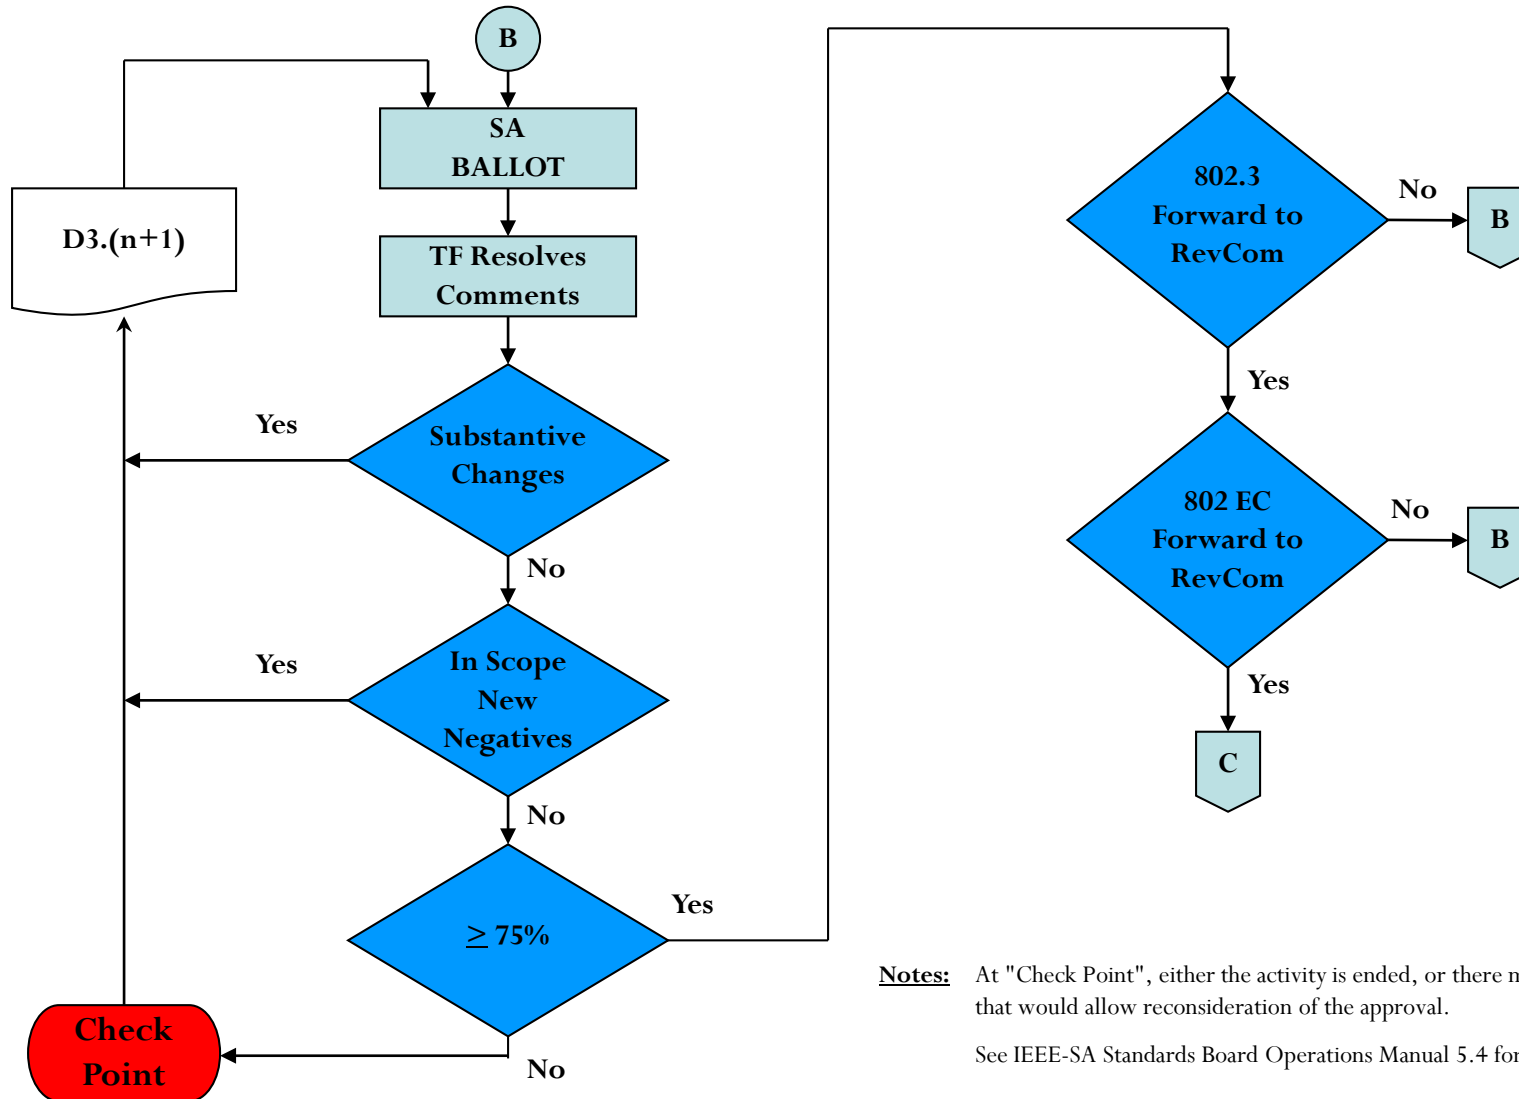 B
SA
BALLOT
D3.(n+1)
TF Resolves
Comments
Yes
Substantive
Changes
No
Yes
In Scope
New
Negatives
No
≥ 75%
Yes
Check
Point
No
802.3
Forward to
RevCom
No
B
Yes
802 EC
Forward to
RevCom
No
B
Yes
C
Notes: At "Check Point", either the activity is ended, or there
that would allow reconsideration of the approval.
See IEEE-SA Standards Board Operations Manual 5.4 for